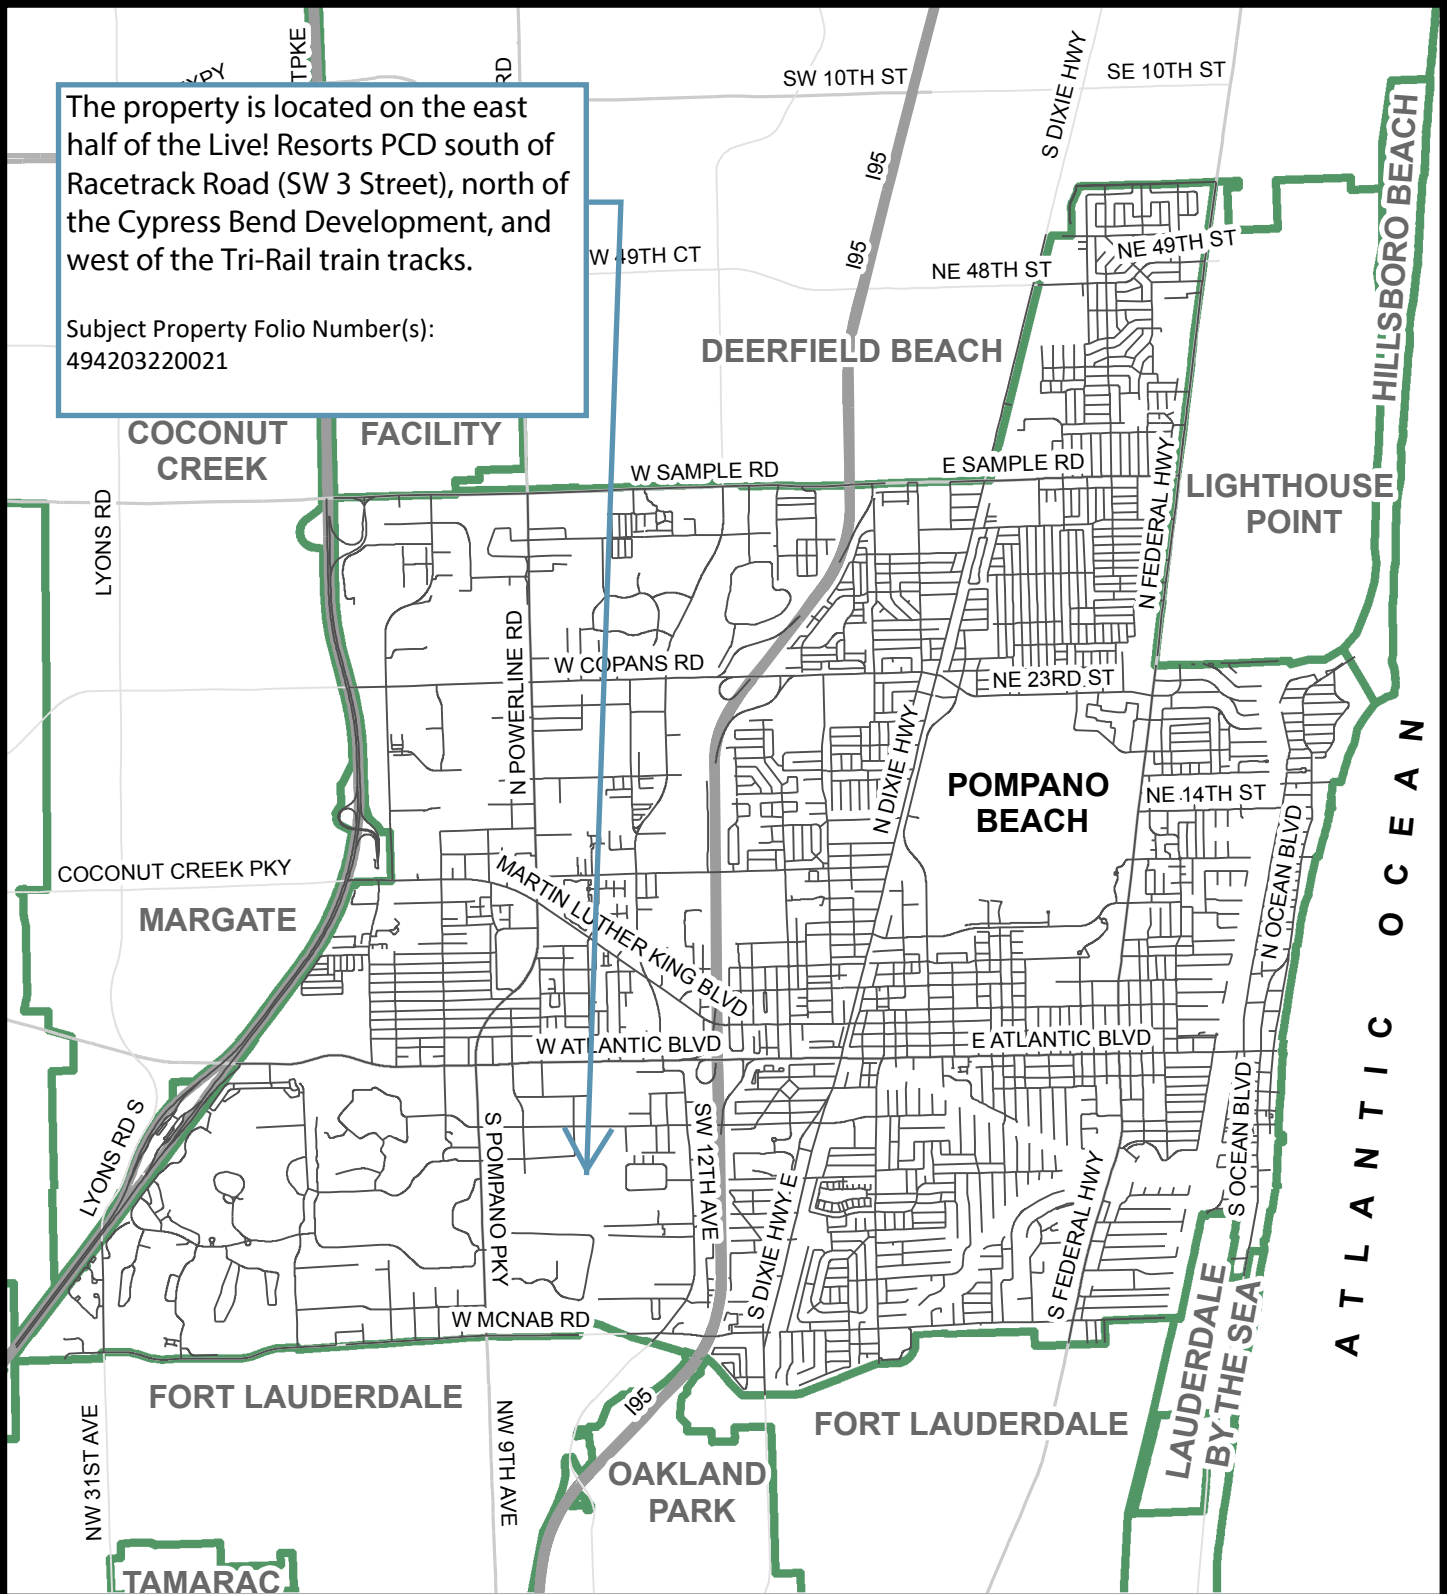 TPKE
XPY
RD
SW 10TH ST
SE 10TH ST
S DIXIE HWY
The property is located on the east
half of the Live! Resorts PCD south of
Racetrack Road (SW 3 Street), north of
the Cypress Bend Development, and
west of the Tri-Rail train tracks.
Subject Property Folio Number(s):
494203220021
I95
I95
W 49TH CT
NE 48TH ST
NE 49TH ST
HILLSBORO BEACH
DEERFIELD BEACH
COCONUT
CREEK
FACILITY
W SAMPLE RD
E SAMPLE RD
LIGHTHOUSE
POINT
LYONS RD
N FEDERAL HWY
N POWERLINE RD
W COPANS RD
NE 23RD ST
N DIXIE HWY
POMPANO
BEACH
NE 14TH ST
COCONUT CREEK PKY
MARGATE
MARTIN LUTHER KING BLVD
N OCEAN BLVD
ATLANTIC OCEAN
W ATLANTIC BLVD
E ATLANTIC BLVD
LYONS RD S
S POMPANO PKY
SW 12TH AVE
S DIXIE HWY E
S FEDERAL HWY
S OCEAN BLVD
W MCNAB RD
LAUDERDALE
BY THE SEA
FORT LAUDERDALE
FORT LAUDERDALE
I95
NW 31ST AVE
NW 9TH AVE
OAKLAND
PARK
TAMARAC